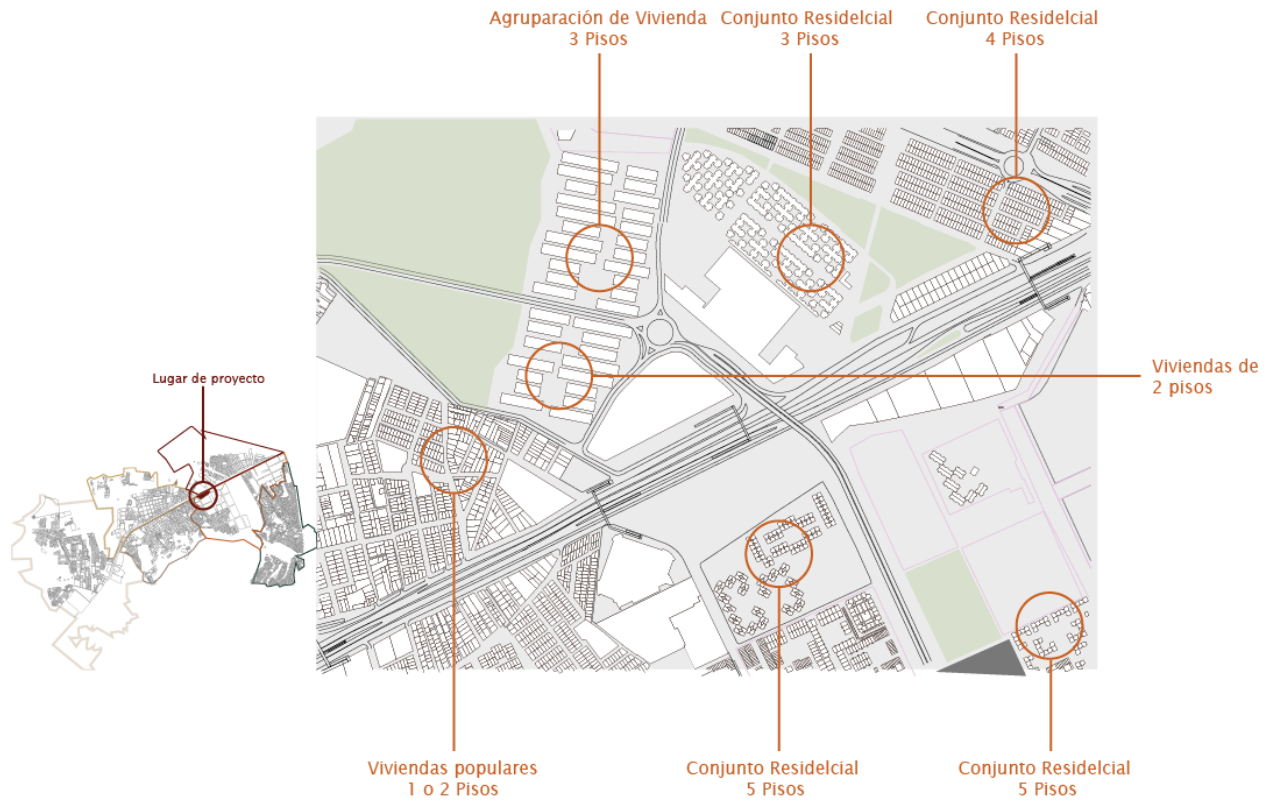 Agruparación de Vivienda
3 Pisos
Conjunto Residelcial
3 Pisos
Conjunto Residelcial
4 Pisos
Viviendas de
2 pisos
Lugar de proyecto
Viviendas populares
1 o 2 Pisos
Conjunto Residelcial
5 Pisos
Conjunto Residelcial
5 Pisos